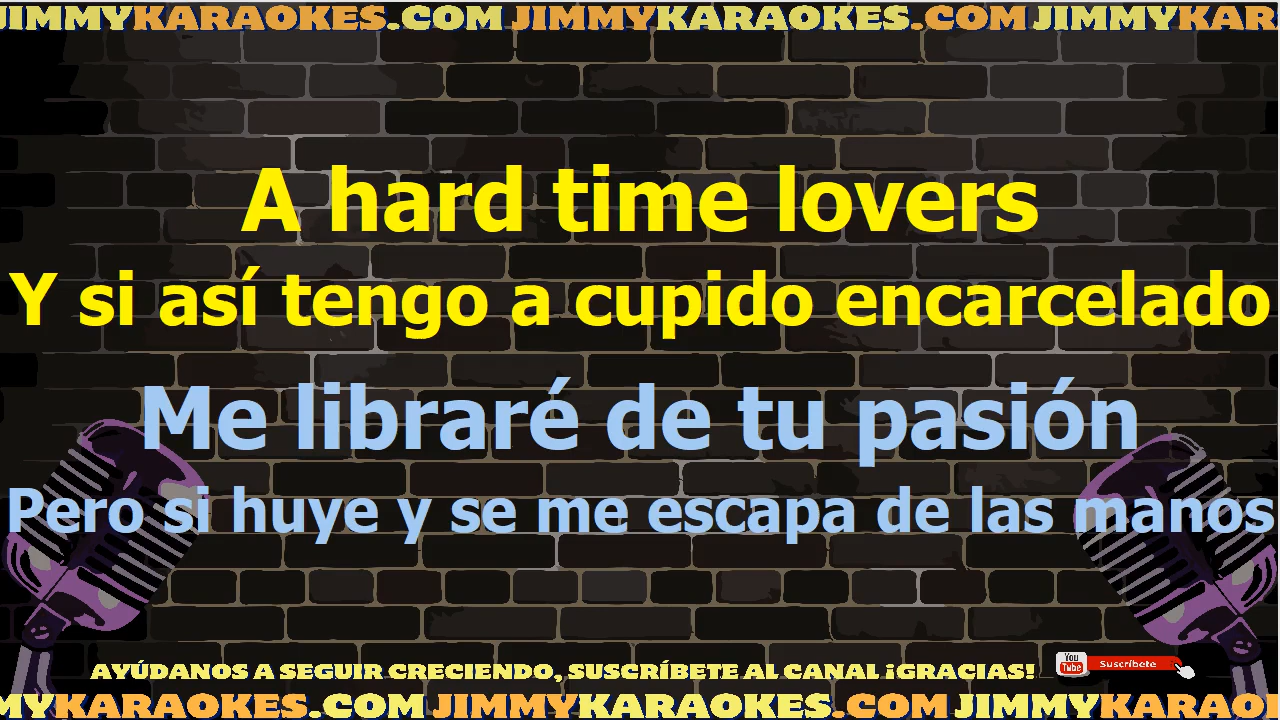 JIMMYKARAOKES.COM JIMMYKARAOKES.COM JIMMYKAR
A hard time lovers
Y si así tengo a cupido encarcelado
Me libraré de tu pasión
Pero si huye y se me escapa de las manos
AYÚDANOS A SEGUIR CRECIENDO, SUSCRÍBETE AL CANAL ¡GRACIAS!
You Tube Suscríbete
MYKARAOKES.COM JIMMYKARAOKES.COM JIMMYKARAO